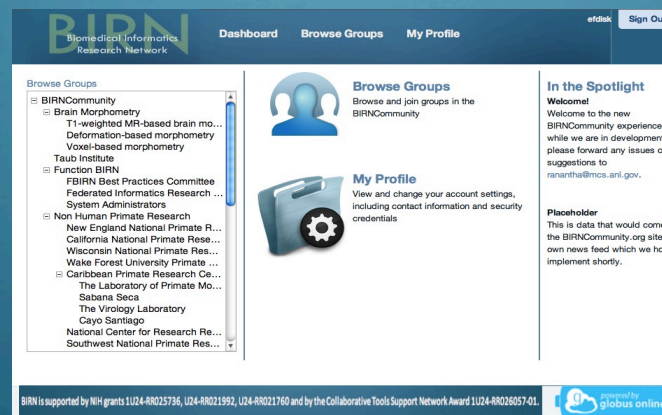 BIRN
Biomedical Informatics
Research Network
Dashboard Browse Groups My Profile
efdisk Sign Ou
Browse Groups
BIRNCommunity
Brain Morphometry
T1-weighted MR-based brain mo...
Deformation-based morphometry
Voxel-based morphometry
Taub Institute
Function BIRN
FBIRN Best Practices Committee
Federated Informatics Research ...
System Administrators
Non Human Primate Research
New England National Primate R...
California National Primate Rese...
Wisconsin National Primate Res...
Wake Forest University Primate ...
Caribbean Primate Research Ce...
The Laboratory of Primate Mo...
Sabana Seca
The Virology Laboratory
Cayo Santiago
National Center for Research Re...
Southwest National Primate Res...
Browse Groups
Browse and join groups in the
BIRNCommunity
My Profile
View and change your account settings,
including contact information and security
credentials
In the Spotlight
Welcome!
Welcome to the new
BIRNCommunity experience
while we are in development
please forward any issues o
suggestions to
ranantha@mcs.anl.gov.
Placeholder
This is data that would come
the BIRNCommunity.org site
own news feed which we ho
implement shortly.
BIRN is supported by NIH grants 1U24-RR025736, U24-RR021992, U24-RR021760 and by the Collaborative Tools Support Network Award 1U24-RR026057-01.
powered by
globus online